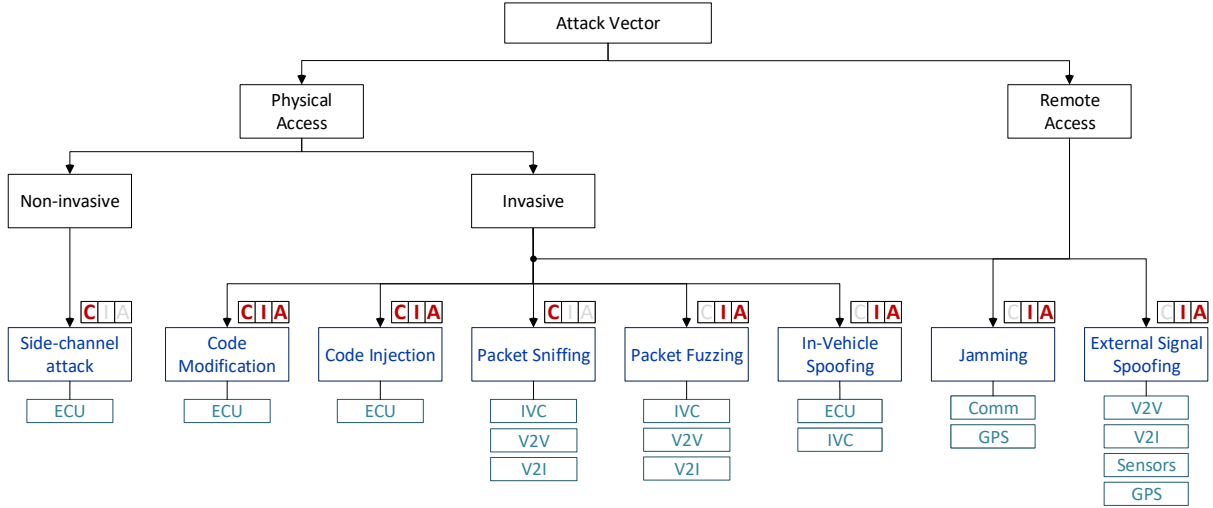 Attack Vector
Physical
Access
Remote
Access
Non-invasive
Invasive
C I A
C I A
C I A
C I A
C I A
C I A
C I A
C I A
Side-channel
attack
Code
Modification
Code Injection
Packet Sniffing
Packet Fuzzing
In-Vehicle
Spoofing
Jamming
External Signal
Spoofing
ECU
ECU
ECU
IVC
V2V
V2I
IVC
V2V
V2I
ECU
IVC
Comm
GPS
V2V
V2I
Sensors
GPS